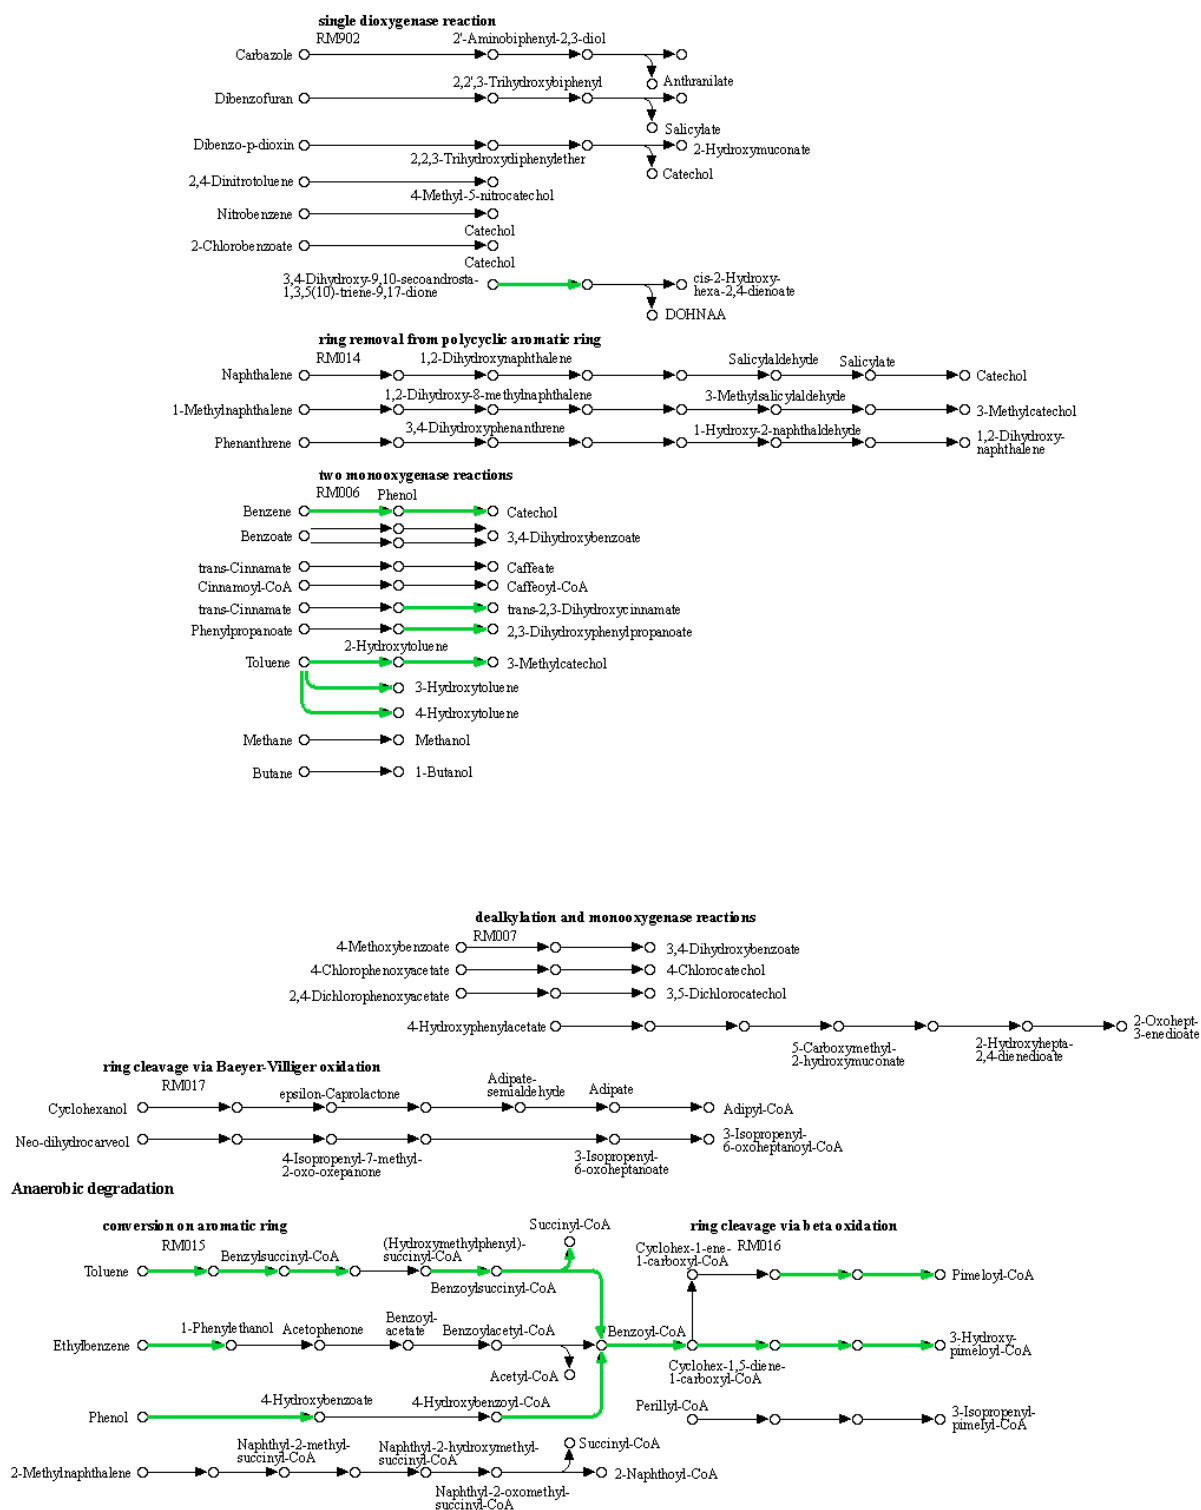 single dioxygenase reaction
RM902
2'-Aminobiphenyl-2,3-diol
Carbazole
Anthranilate
2,2',3-Trihydroxybiphenyl
Dibenzofuran
Salicylate
Dibenzo-p-dioxin
2-Hydroxymuconate
2,2,3-Trihydroxydiphenylether
Catechol
2,4-Dinitrotoluene
4-Methyl-5-nitrocatechol
Nitrobenzene
Catechol
2-Chlorobenzoate
Catechol
3,4-Dihydroxy-9,10-secoandrosta-
1,3,5(10)-triene-9,17-dione
cis-2-Hydroxy-
hexa-2,4-dienoate
DOHNAA
ring removal from polycyclic aromatic ring
RM014
1,2-Dihydroxynaphthalene
Salicylaldehyde
Salicylate
Naphthalene
Catechol
1,2-Dihydroxy-8-methylnaphthalene
3-Methylsalicylaldehyde
1-Methylnaphthalene
3-Methylcatechol
3,4-Dihydroxyphenanthrene
1-Hydroxy-2-naphthaldehyde
Phenanthrene
1,2-Dihydroxy-
naphthalene
two monooxygenase reactions
RM006
Phenol
Benzene
Catechol
Benzoate
3,4-Dihydroxybenzoate
trans-Cinnamate
Caffeate
Cinnamoyl-CoA
Caffeoyl-CoA
trans-Cinnamate
trans-2,3-Dihydroxycinnamate
Phenylpropanoate
2,3-Dihydroxyphenylpropanoate
2-Hydroxytoluene
Toluene
3-Methylcatechol
3-Hydroxytoluene
4-Hydroxytoluene
Methane
Methanol
Butane
1-Butanol
dealkylation and monooxygenase reactions
RM007
4-Methoxybenzoate
3,4-Dihydroxybenzoate
4-Chlorophenoxyacetate
4-Chlorocatechol
2,4-Dichlorophenoxyacetate
3,5-Dichlorocatechol
4-Hydroxyphenylacetate
2-Oxohept-
3-enedioate
5-Carboxymethyl-
2-hydroxymuconate
2-Hydroxyhepta-
2,4-dienedioate
ring cleavage via Baeyer-Villiger oxidation
RM017
epsilon-Caprolactone
Adipate-
semialdehyde
Adipate
Cyclohexanol
Adipyl-CoA
Neo-dihydrocarveol
3-Isopropenyl-
6-oxoheptanoyl-CoA
4-Isopropenyl-7-methyl-
2-oxo-oxepanone
3-Isopropenyl-
6-oxoheptanoate
Anaerobic degradation
conversion on aromatic ring
RM015
Benzylsuccinyl-CoA
(Hydroxymethylphenyl)-
succinyl-CoA
Succinyl-CoA
Toluene
Benzoylsuccinyl-CoA
ring cleavage via beta oxidation
Cyclohex-1-ene-
1-carboxyl-CoA
RM016
Pimeloyl-CoA
1-Phenylethanol
Acetophenone
Benzoyl-
acetate
Benzoylacetyl-CoA
Benzoyl-CoA
Ethylbenzene
Acetyl-CoA
Cyclohex-1,5-diene-
1-carboxyl-CoA
3-Hydroxy-
pimeloyl-CoA
4-Hydroxybenzoate
4-Hydroxybenzoyl-CoA
Phenol
Perillyl-CoA
3-Isopropenyl-
pimelyl-CoA
Naphthyl-2-methyl-
succinyl-CoA
Naphthyl-2-hydroxymethyl-
succinyl-CoA
Succinyl-CoA
2-Methylnaphthalene
2-Naphthoyl-CoA
Naphthyl-2-oxomethyl-
succinyl-CoA